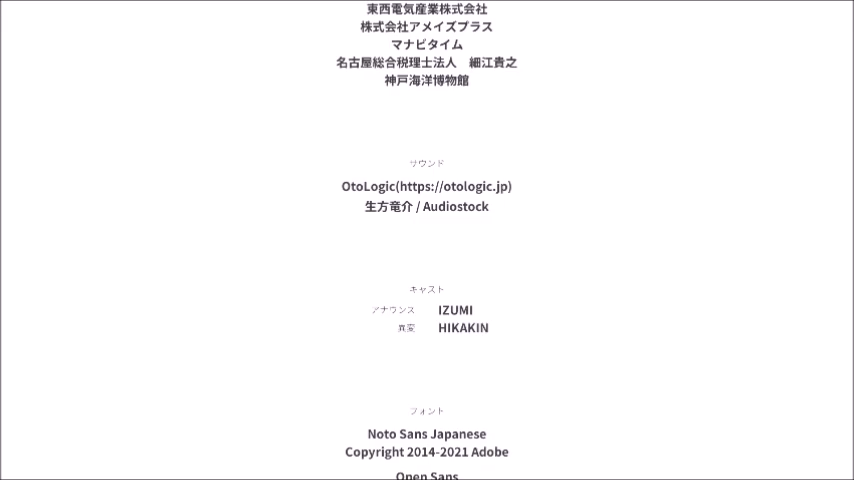 東西電気産業株式会社
株式会社アメイズプラス
マナビタイム
名古屋総合税理士法人　細江貴之
神戸海洋博物館
サウンド
OtoLogic(https://otologic.jp)
生方竜介 / Audiostock
キャスト
アナウンス IZUMI
異変 HIKAKIN
フォント
Noto Sans Japanese
Copyright 2014-2021 Adobe
Open Sans